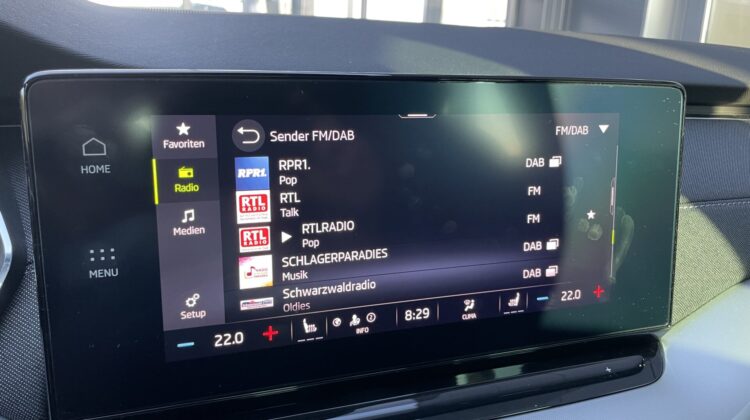 HOME
MENU
Favoriten
Radio
Medien
Setup
Sender FM/DAB
FM/DAB
RPR1.
RPR1.
Pop
DAB
RTL
RADIO
RTL
Talk
FM
RTL
RADIO
RTLRADIO
Pop
FM
RADIO
SCHLAGERPARADIES
Musik
DAB
Schwarzwaldradio
Oldies
DAB
22.0
2
INFO
8:29
CLIMA
22.0